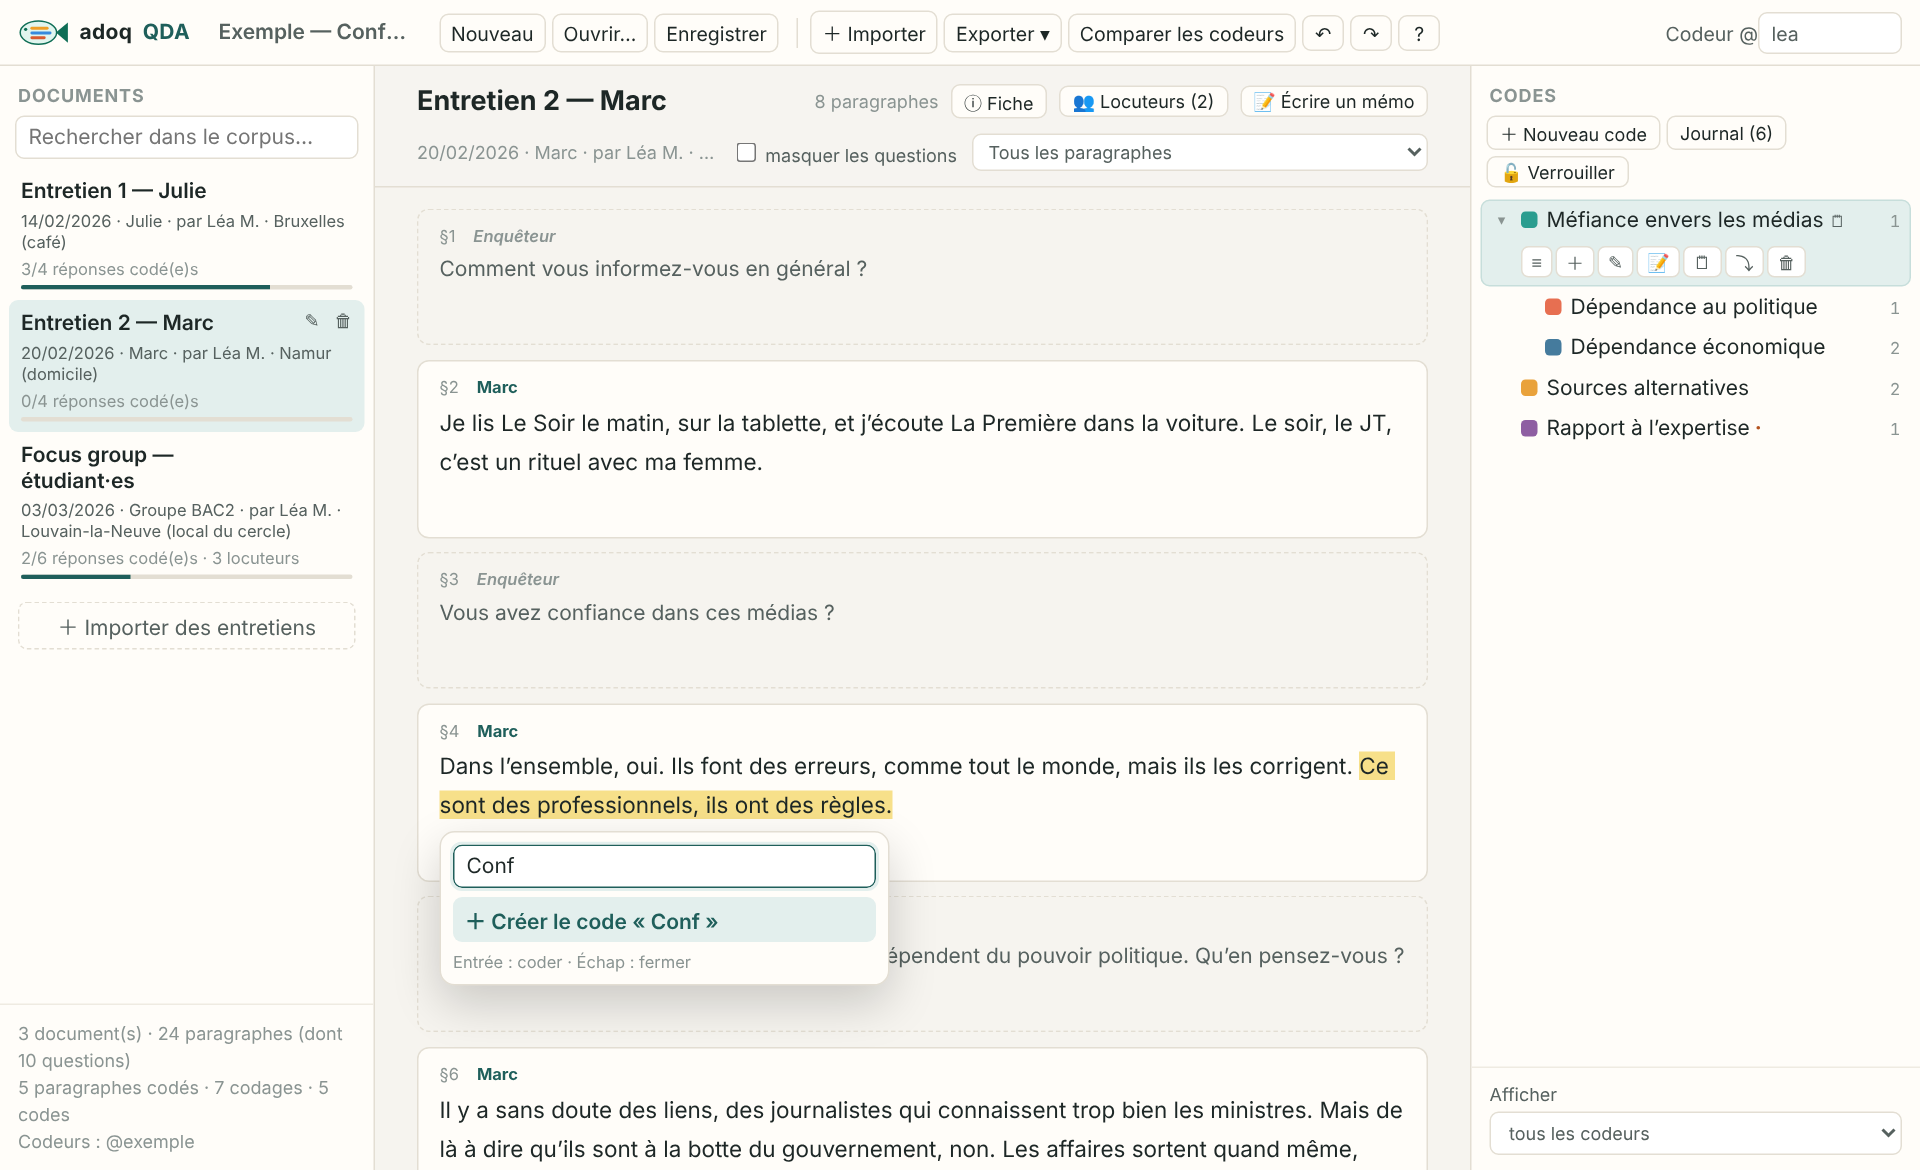 adoq QDA
Exemple — Conf...
Nouveau
Ouvrir...
Enregistrer
+ Importer
Exporter ▾
Comparer les codeurs
↶
↷
?
Codeur @ lea
DOCUMENTS
Rechercher dans le corpus...
Entretien 1 — Julie
14/02/2026 · Julie · par Léa M. · Bruxelles
(café)
3/4 réponses codé(e)s
Entretien 2 — Marc
20/02/2026 · Marc · par Léa M. · Namur
(domicile)
0/4 réponses codé(e)s
Focus group —
étudiant·es
03/03/2026 · Groupe BAC2 · par Léa M. ·
Louvain-la-Neuve (local du cercle)
2/6 réponses codé(e)s · 3 locuteurs
+ Importer des entretiens
3 document(s) · 24 paragraphes (dont
10 questions)
5 paragraphes codés · 7 codages · 5
codes
Codeurs : @exemple
Entretien 2 — Marc
8 paragraphes
ⓘ Fiche
👥 Locuteurs (2)
📝 Écrire un mémo
20/02/2026 · Marc · par Léa M. · ...
masquer les questions
Tous les paragraphes
§1 Enquêteur
Comment vous informez-vous en général ?
§2 Marc
Je lis Le Soir le matin, sur la tablette, et j’écoute La Première dans la voiture. Le soir, le JT,
c’est un rituel avec ma femme.
§3 Enquêteur
Vous avez confiance dans ces médias ?
§4 Marc
Dans l’ensemble, oui. Ils font des erreurs, comme tout le monde, mais ils les corrigent. Ce
sont des professionnels, ils ont des règles.
Conf
+ Créer le code « Conf »
Entrée : coder · Échap : fermer
épendent du pouvoir politique. Qu’en pensez-vous ?
§6 Marc
Il y a sans doute des liens, des journalistes qui connaissent trop bien les ministres. Mais de
là à dire qu’ils sont à la botte du gouvernement, non. Les affaires sortent quand même,
CODES
+ Nouveau code
Journal (6)
🔓 Verrouiller
▾ Méfiance envers les médias 1
Dépendance au politique 1
Dépendance économique 2
Sources alternatives 2
Rapport à l’expertise • 1
Afficher
tous les codeurs